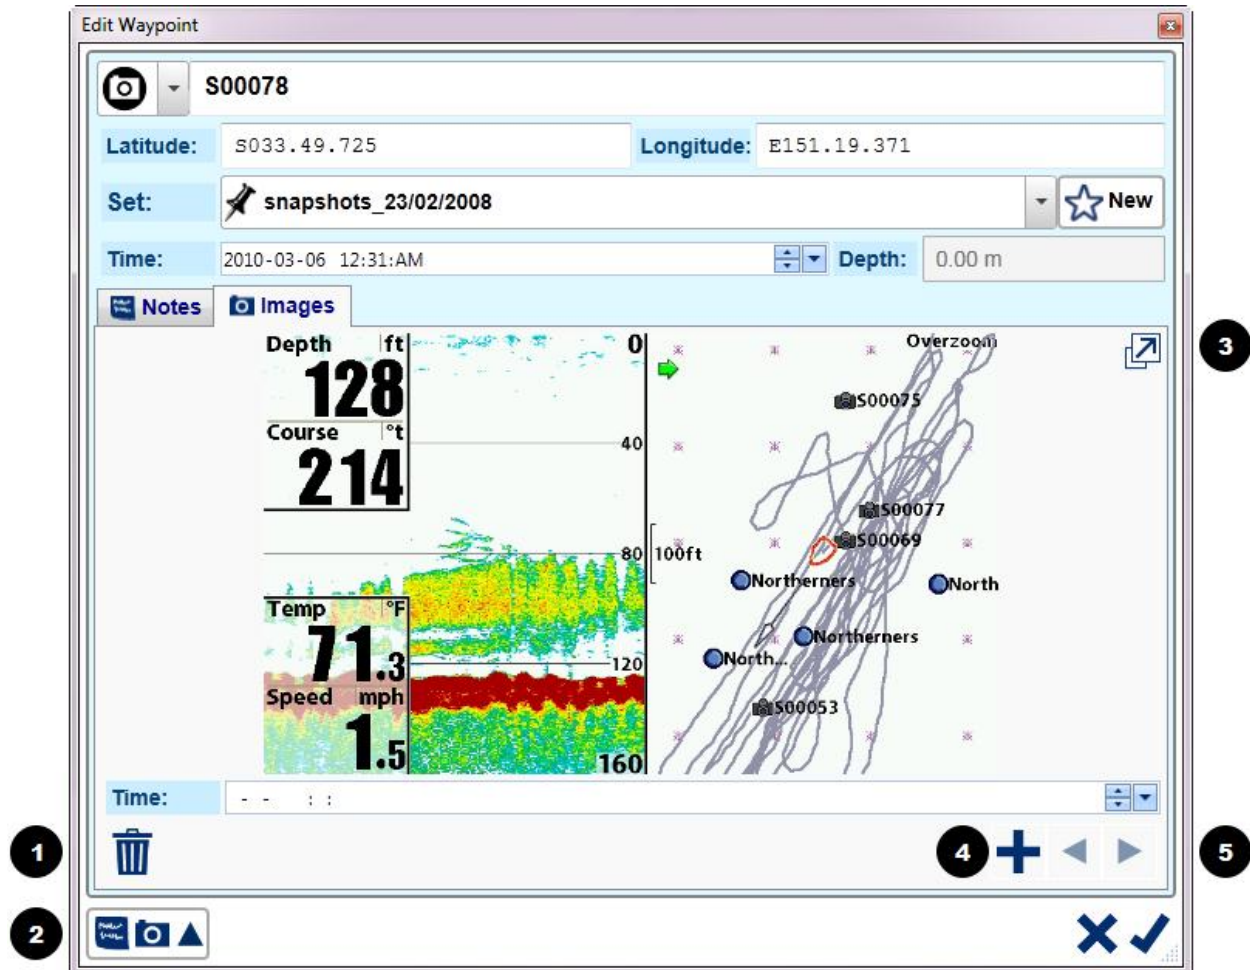 Edit Waypoint
S00078
Latitude: S033.49.725 Longitude: E151.19.371
Set: snapshots_23/02/2008 New
Time: 2010-03-06 12:31:AM Depth: 0.00 m
Notes Images
Depth ft
128
Course °t
214
Temp °F
71.3
Speed mph
1.5
0
40
80
120
160
Overzoom
S00075
S00077
S00069
100ft
Northerners
North
Northerners
North...
S00053
Time: - - : :
1
2
3
4
5